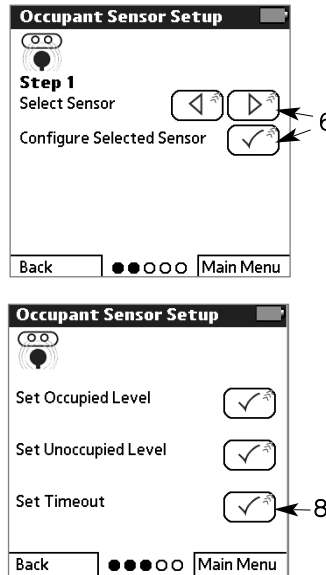 Occupant Sensor Setup
Step 1
Select Sensor
6
Configure Selected Sensor
Back Main Menu
Occupant Sensor Setup
Set Occupied Level
Set Unoccupied Level
Set Timeout
8
Back Main Menu